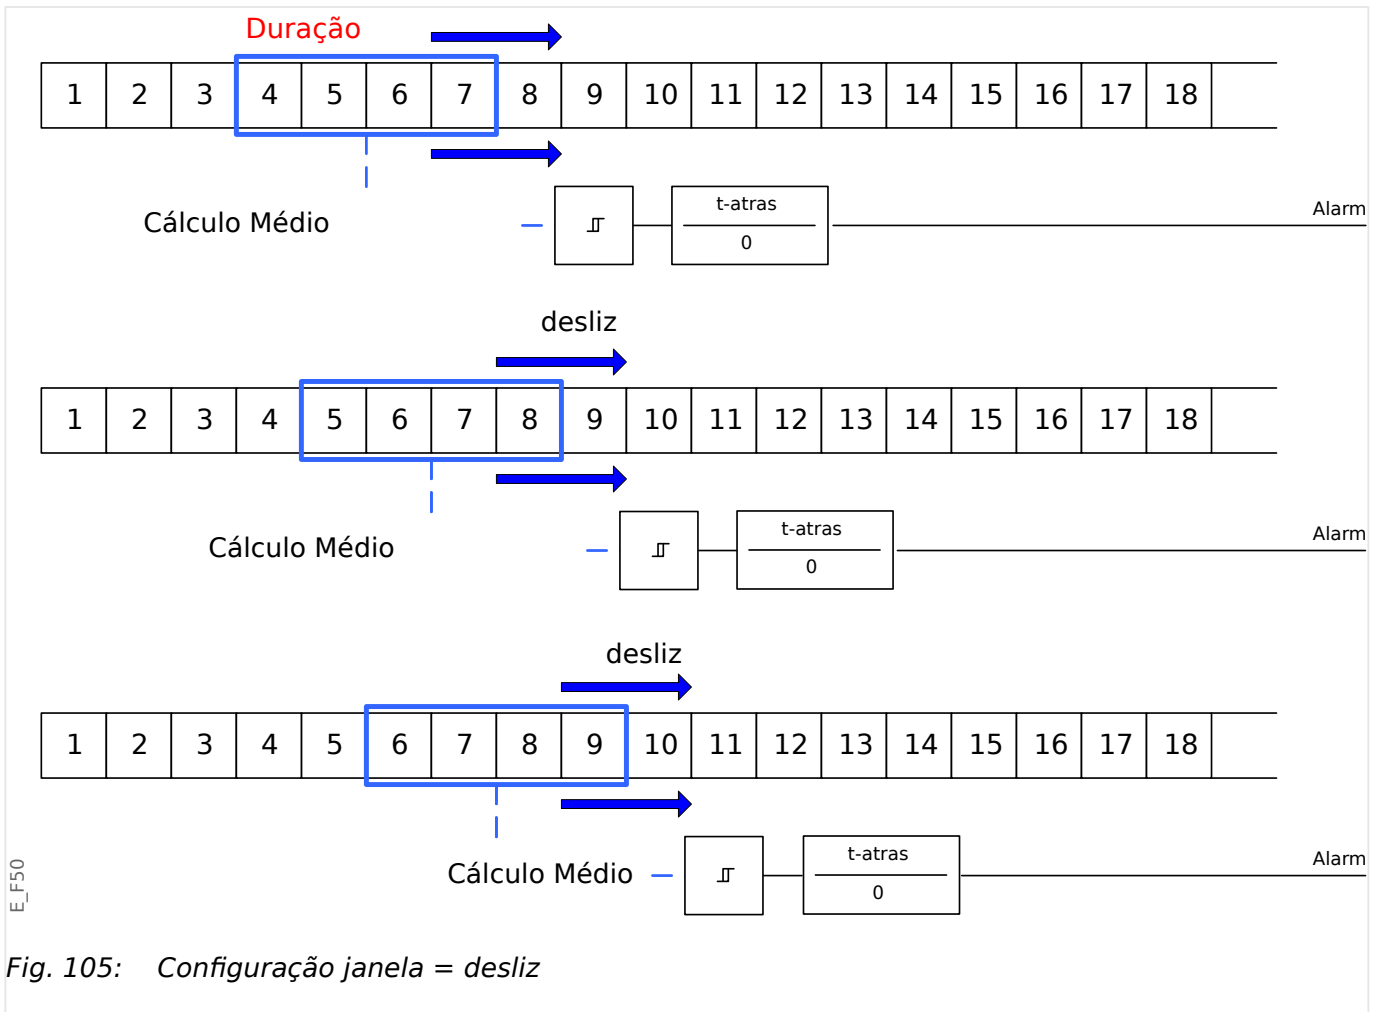 Duração
1 2 3 4 5 6 7 8 9 10 11 12 13 14 15 16 17 18
Cálculo Médio
t-atras
0
Alarm
desliz
1 2 3 4 5 6 7 8 9 10 11 12 13 14 15 16 17 18
Cálculo Médio
t-atras
0
Alarm
desliz
1 2 3 4 5 6 7 8 9 10 11 12 13 14 15 16 17 18
Cálculo Médio
t-atras
0
Alarm
E_F50
Fig. 105: Configuração janela = desliz